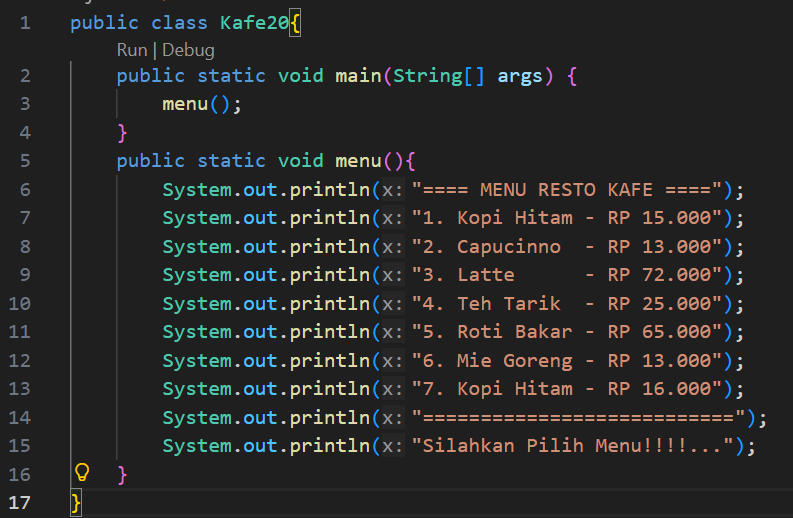 1 public class Kafe20{
Run | Debug
2 public static void main(String[] args) {
3 menu();
4 }
5 public static void menu(){
6 System.out.println(x: "==== MENU RESTO KAFE ====");
7 System.out.println(x: "1. Kopi Hitam - RP 15.000");
8 System.out.println(x: "2. Capucinno  - RP 13.000");
9 System.out.println(x: "3. Latte      - RP 72.000");
10 System.out.println(x: "4. Teh Tarik  - RP 25.000");
11 System.out.println(x: "5. Roti Bakar - RP 65.000");
12 System.out.println(x: "6. Mie Goreng - RP 13.000");
13 System.out.println(x: "7. Kopi Hitam - RP 16.000");
14 System.out.println(x: "===========================");
15 System.out.println(x: "Silahkan Pilih Menu!!!!...");
16 }
17 }